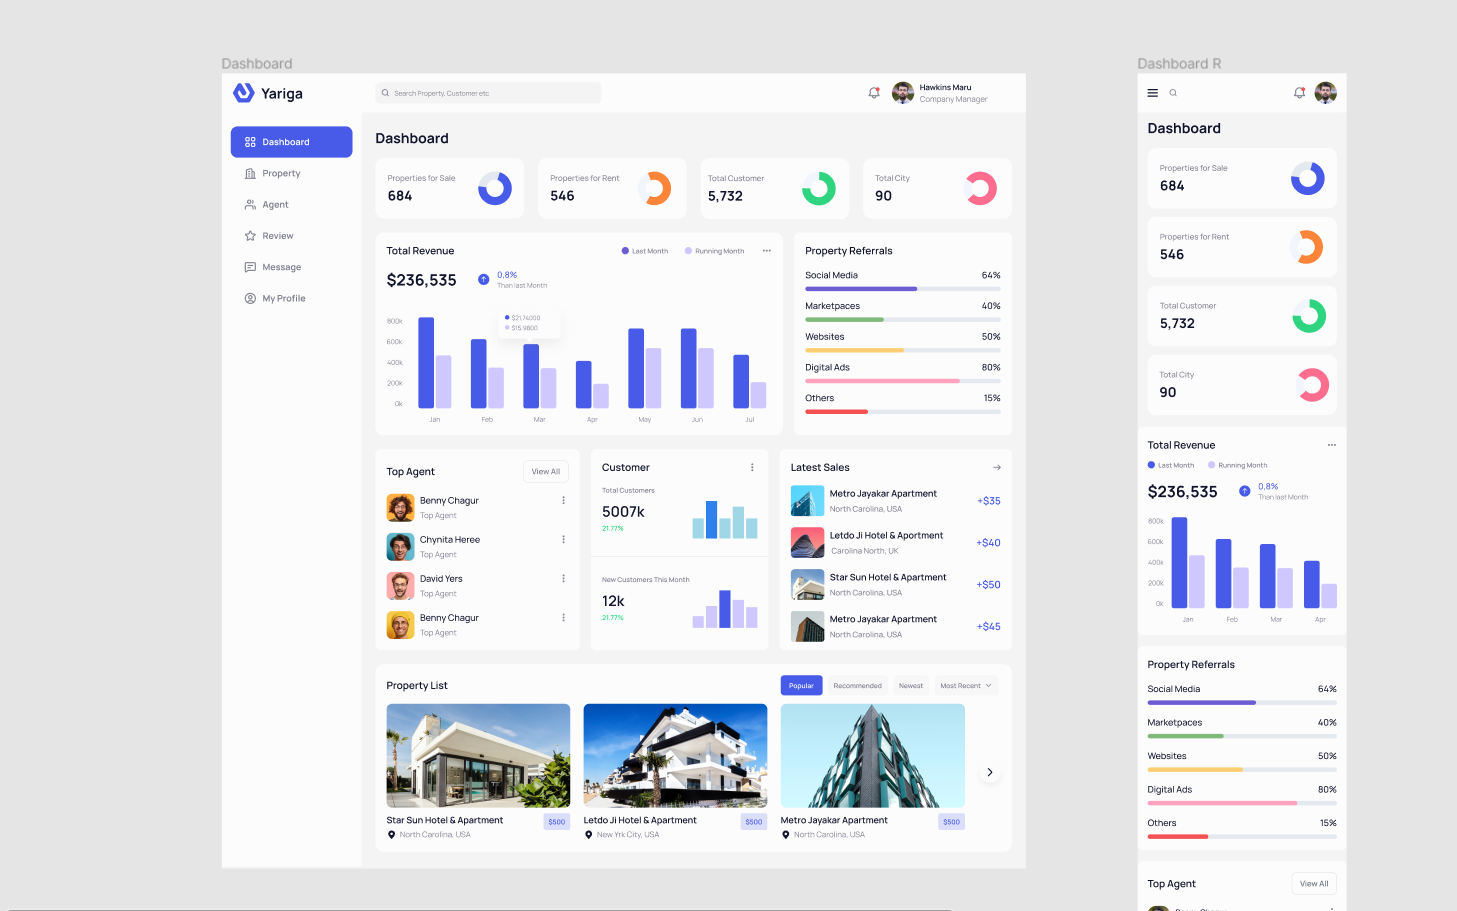 Dashboard
Yariga
Search Property, Customer etc
Hawkins Maru
Company Manager
Dashboard
Property
Agent
Review
Message
My Profile
Dashboard
Properties for Sale
684
Properties for Rent
546
Total Customer
5,732
Total City
90
Total Revenue
Last Month
Running Month
$236,535
0,8%
Than last Month
$21.74000
$15.9800
800k
600k
400k
200k
0k
Jan
Feb
Mar
Apr
May
Jun
Jul
Property Referrals
Social Media 64%
Marketpaces 40%
Websites 50%
Digital Ads 80%
Others 15%
Top Agent
View All
Benny Chagur
Top Agent
Chynita Heree
Top Agent
David Yers
Top Agent
Benny Chagur
Top Agent
Customer
Total Customers
5007k
21.77%
New Customers This Month
12k
21.77%
Latest Sales
Metro Jayakar Apartment
North Carolina, USA
+$35
Letdo Ji Hotel & Apartment
Carolina North, UK
+$40
Star Sun Hotel & Apartment
North Carolina, USA
+$50
Metro Jayakar Apartment
North Carolina, USA
+$45
Property List
Popular
Recommended
Newest
Most Recent
Star Sun Hotel & Apartment
$500
North Carolina, USA
Letdo Ji Hotel & Apartment
$500
New Yrk City, USA
Metro Jayakar Apartment
$500
North Carolina, USA
Dashboard R
Dashboard
Properties for Sale
684
Properties for Rent
546
Total Customer
5,732
Total City
90
Total Revenue
Last Month
Running Month
$236,535
0,8%
Than last Month
800k
600k
400k
200k
0k
Jan
Feb
Mar
Apr
Property Referrals
Social Media 64%
Marketpaces 40%
Websites 50%
Digital Ads 80%
Others 15%
Top Agent
View All